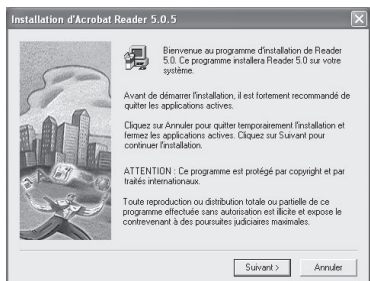 Installation d'Acrobat Reader 5.0.5
Bienvenue au programme d'installation de Reader
5.0. Ce programme installera Reader 5.0 sur votre
système.
Avant de démarrer l'installation, il est fortement recommandé de
quitter les applications actives.
Cliquez sur Annuler pour quitter temporairement l'installation et
fermez les applications actives. Cliquez sur Suivant pour
continuer l'installation.
ATTENTION : Ce programme est protégé par copyright et par
traités internationaux.
Toute reproduction ou distribution totale ou partielle de ce
programme effectuée sans autorisation est illicite et expose le
contrevenant à des poursuites judiciaires maximales.
Suivant > Annuler